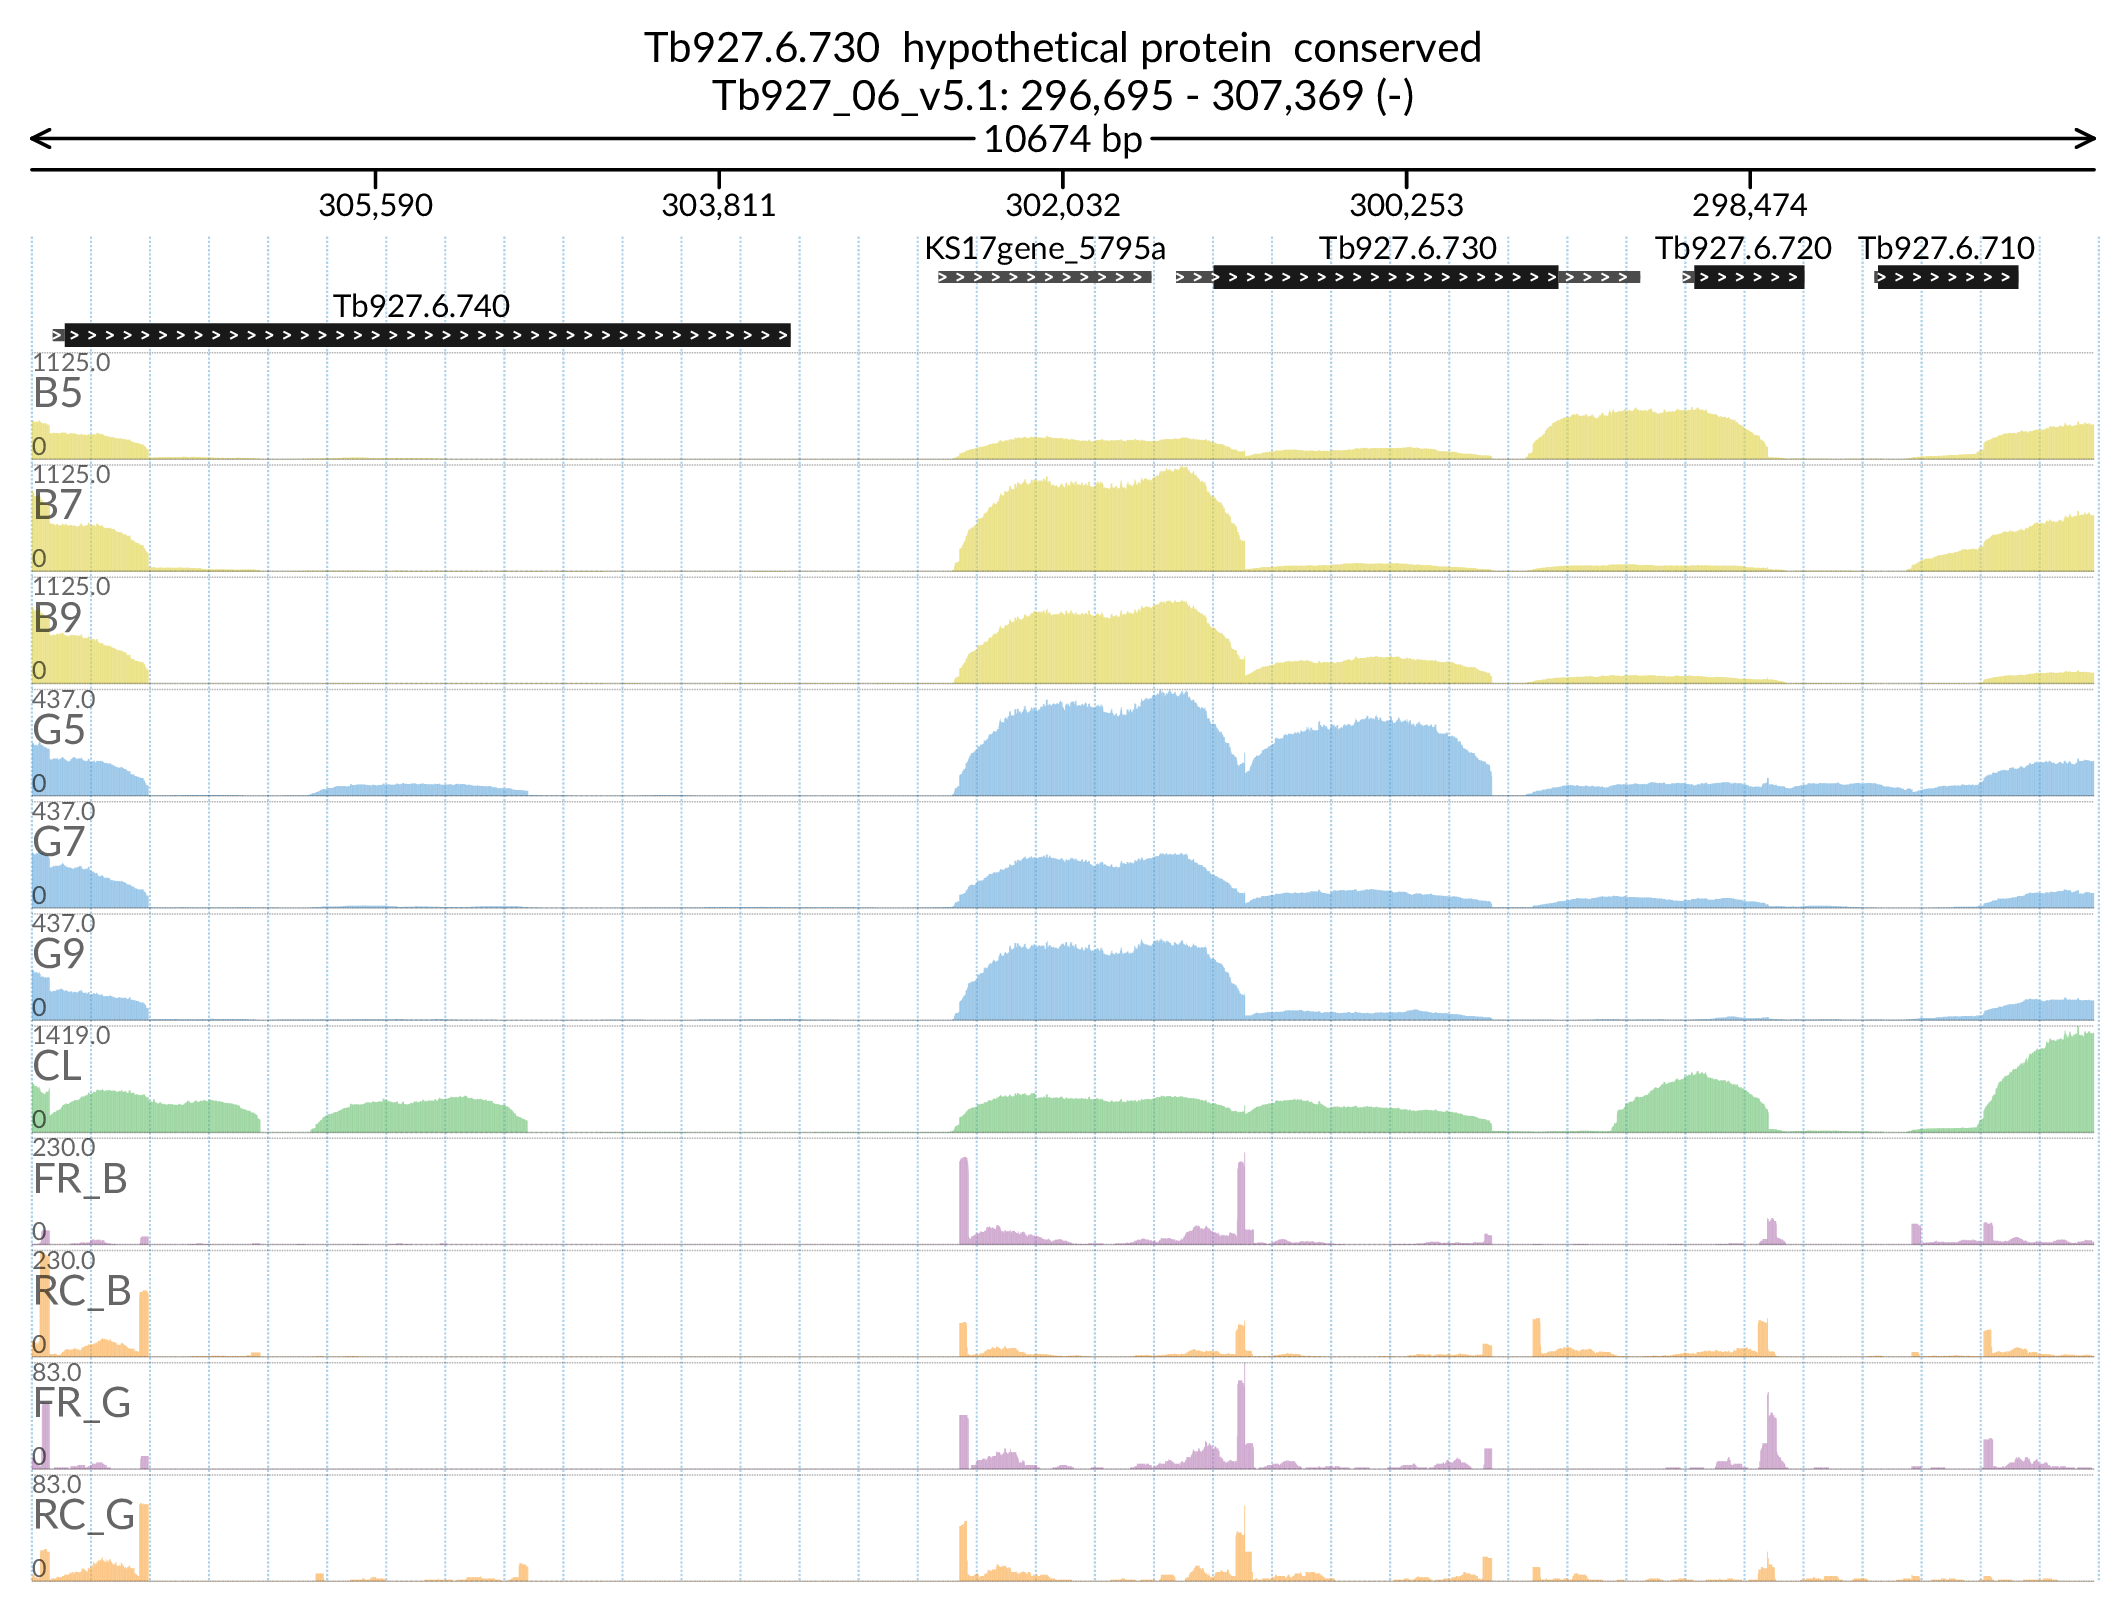 Tb927.6.730  hypothetical protein  conserved
Tb927_06_v5.1: 296,695 - 307,369 (-)
10674 bp
305,590 303,811 302,032 300,253 298,474
KS17gene_5795a Tb927.6.730 Tb927.6.720 Tb927.6.710
Tb927.6.740
1125.0
B5
0
1125.0
B7
0
1125.0
B9
0
437.0
G5
0
437.0
G7
0
437.0
G9
0
1419.0
CL
0
230.0
FR_B
0
230.0
RC_B
0
83.0
FR_G
0
83.0
RC_G
0